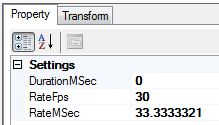 Property Transform
Settings
DurationMSec 0
RateFps 30
RateMSec 33.3333321